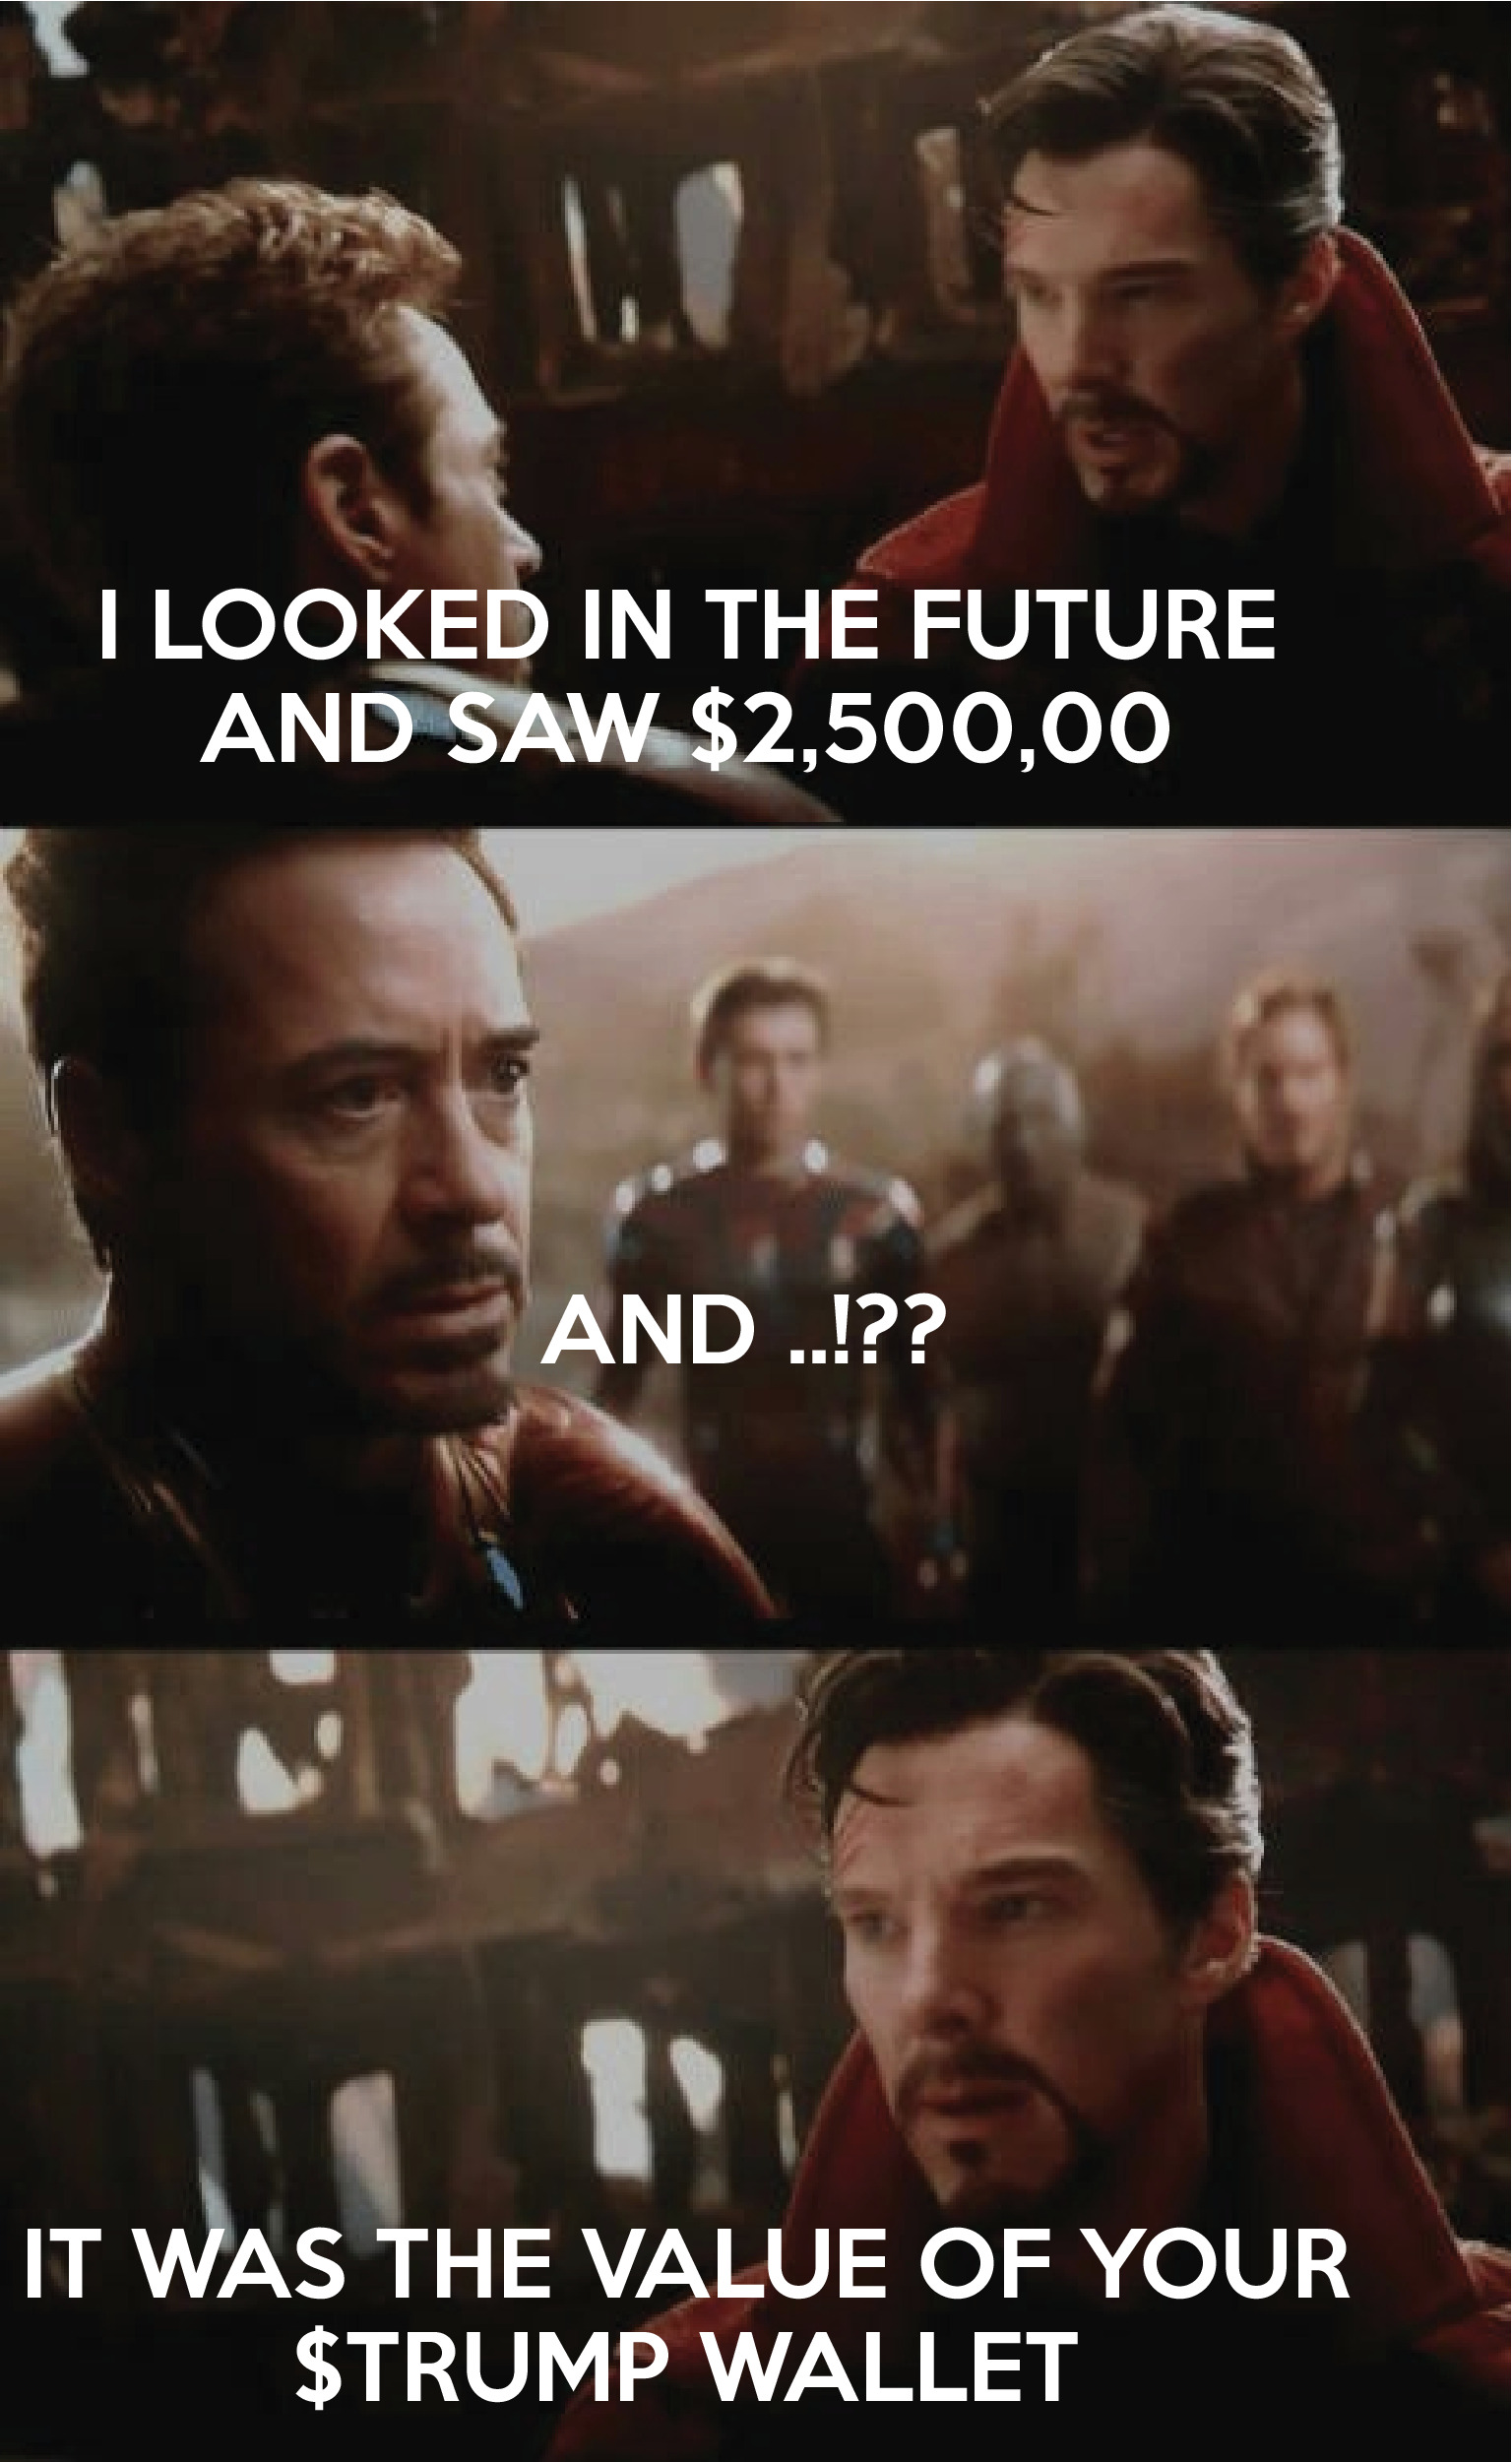 I LOOKED IN THE FUTURE
AND SAW $2,500,00
AND ..!??
IT WAS THE VALUE OF YOUR
$TRUMP WALLET